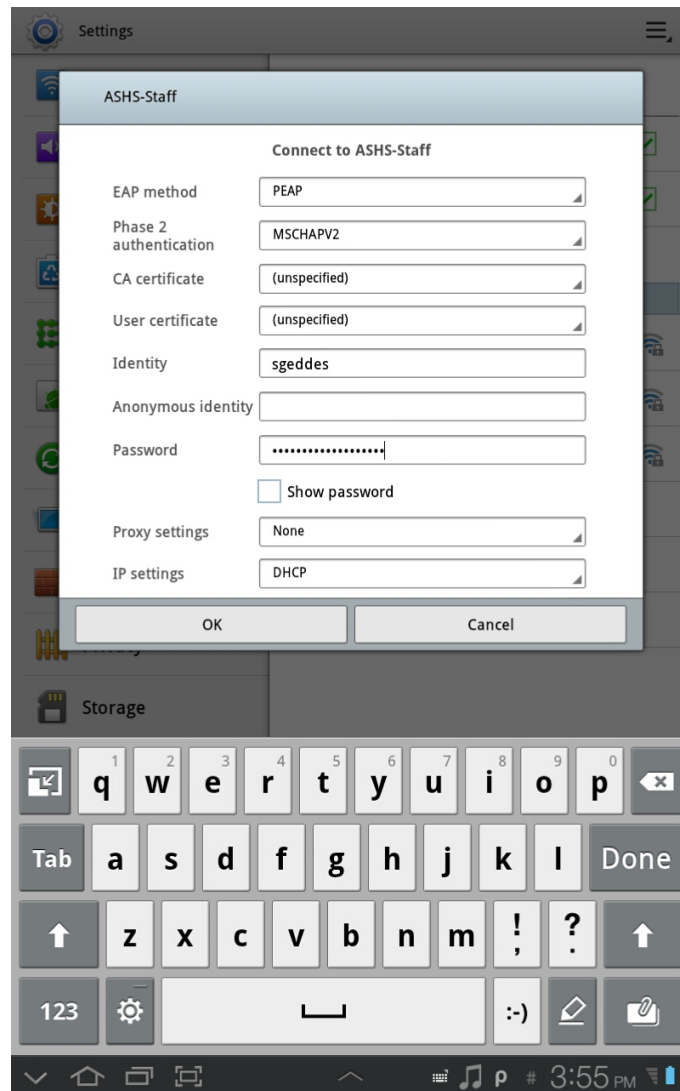 Settings
ASHS-Staff
Connect to ASHS-Staff
EAP method PEAP
Phase 2
authentication MSCHAPV2
CA certificate (unspecified)
User certificate (unspecified)
Identity sgeddes
Anonymous identity
Password •••••••••••••••••••
Show password
Proxy settings None
IP settings DHCP
OK Cancel
Storage
1 2 3 4 5 6 7 8 9 0
q w e r t y u i o p
Tab a s d f g h j k l Done
z x c v b n m ! , ? .
123 :-)
ρ # 3:55 PM